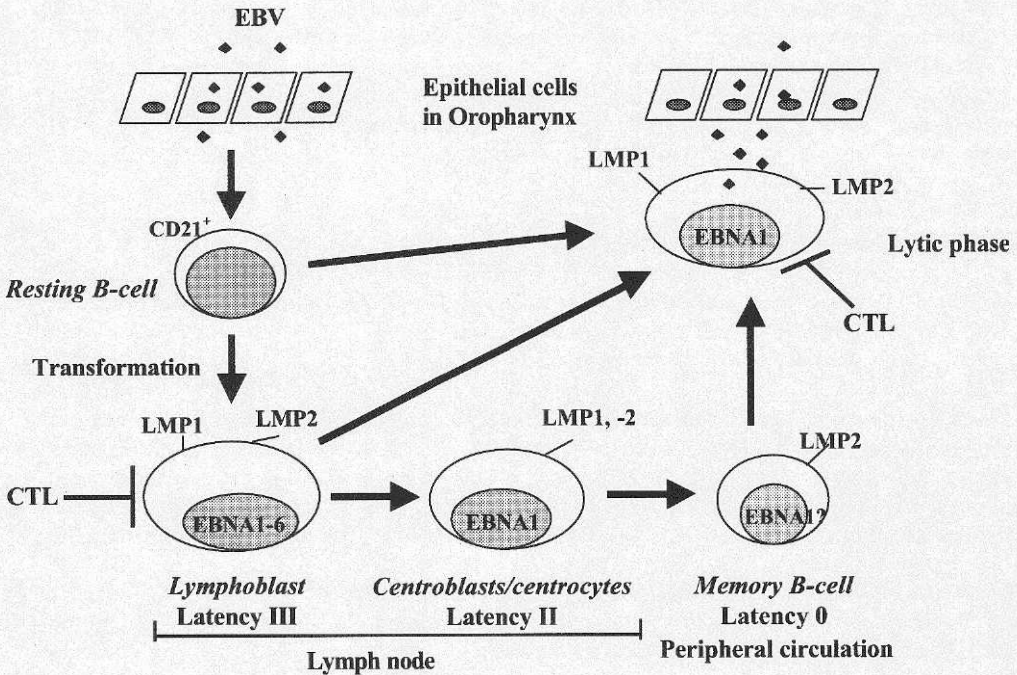 EBV
Epithelial cells
in Oropharynx
LMP1
LMP2
EBNA1
Lytic phase
CTL
CD21⁺
Resting B-cell
Transformation
LMP1
LMP2
CTL
EBNA1-6
LMP1, -2
EBNA1
LMP2
EBNA1?
Lymphoblast
Latency III
Centroblasts/centrocytes
Latency II
Memory B-cell
Latency 0
Lymph node
Peripheral circulation